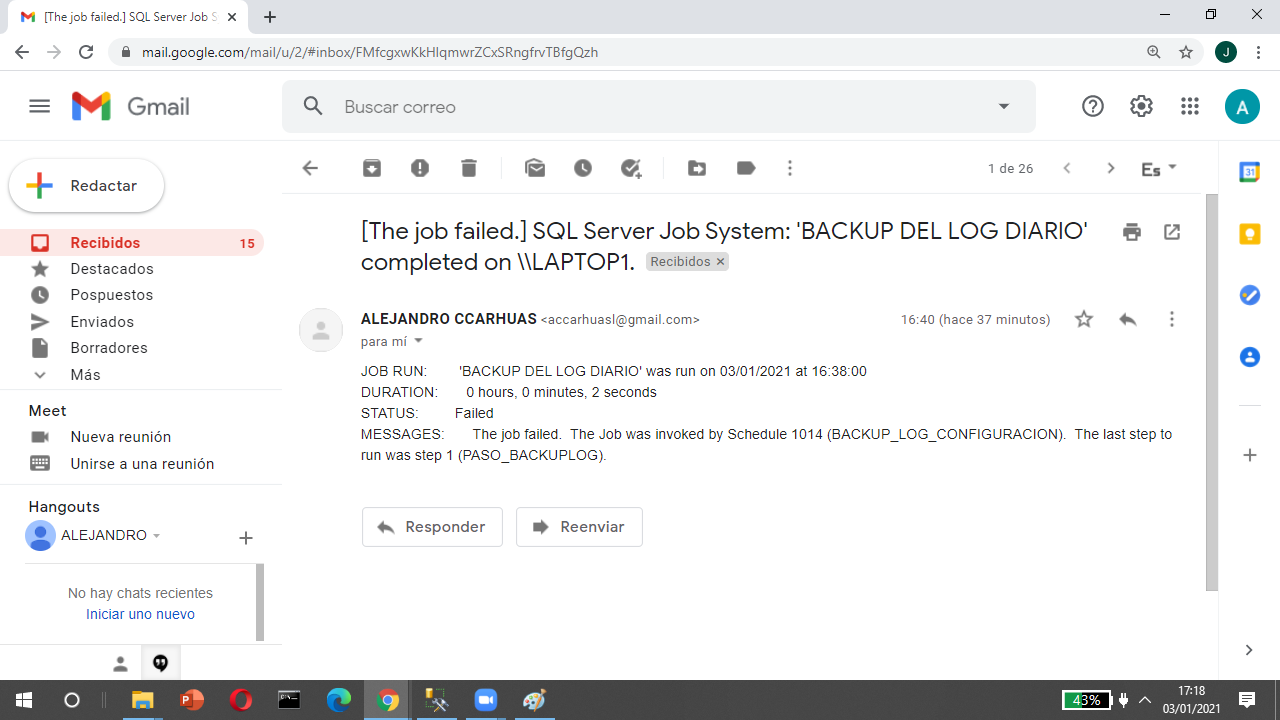 [The job failed.] SQL Server Job S
mail.google.com/mail/u/2/#inbox/FMfcgxwKkHlqmwrZCxSRngfrvTBfgQzh
J
Gmail
Buscar correo
A
Redactar
1 de 26
Es
31
Recibidos 15
Destacados
Pospuestos
Enviados
Borradores
Más
Meet
Nueva reunión
Unirse a una reunión
Hangouts
ALEJANDRO
No hay chats recientes
Iniciar uno nuevo
[The job failed.] SQL Server Job System: 'BACKUP DEL LOG DIARIO'
completed on \\LAPTOP1. Recibidos ×
ALEJANDRO CCARHUAS <accarhuasl@gmail.com> 16:40 (hace 37 minutos)
para mí
JOB RUN: 'BACKUP DEL LOG DIARIO' was run on 03/01/2021 at 16:38:00
DURATION: 0 hours, 0 minutes, 2 seconds
STATUS: Failed
MESSAGES: The job failed. The Job was invoked by Schedule 1014 (BACKUP_LOG_CONFIGURACION). The last step to
run was step 1 (PASO_BACKUPLOG).
Responder Reenviar
43%
17:18
03/01/2021